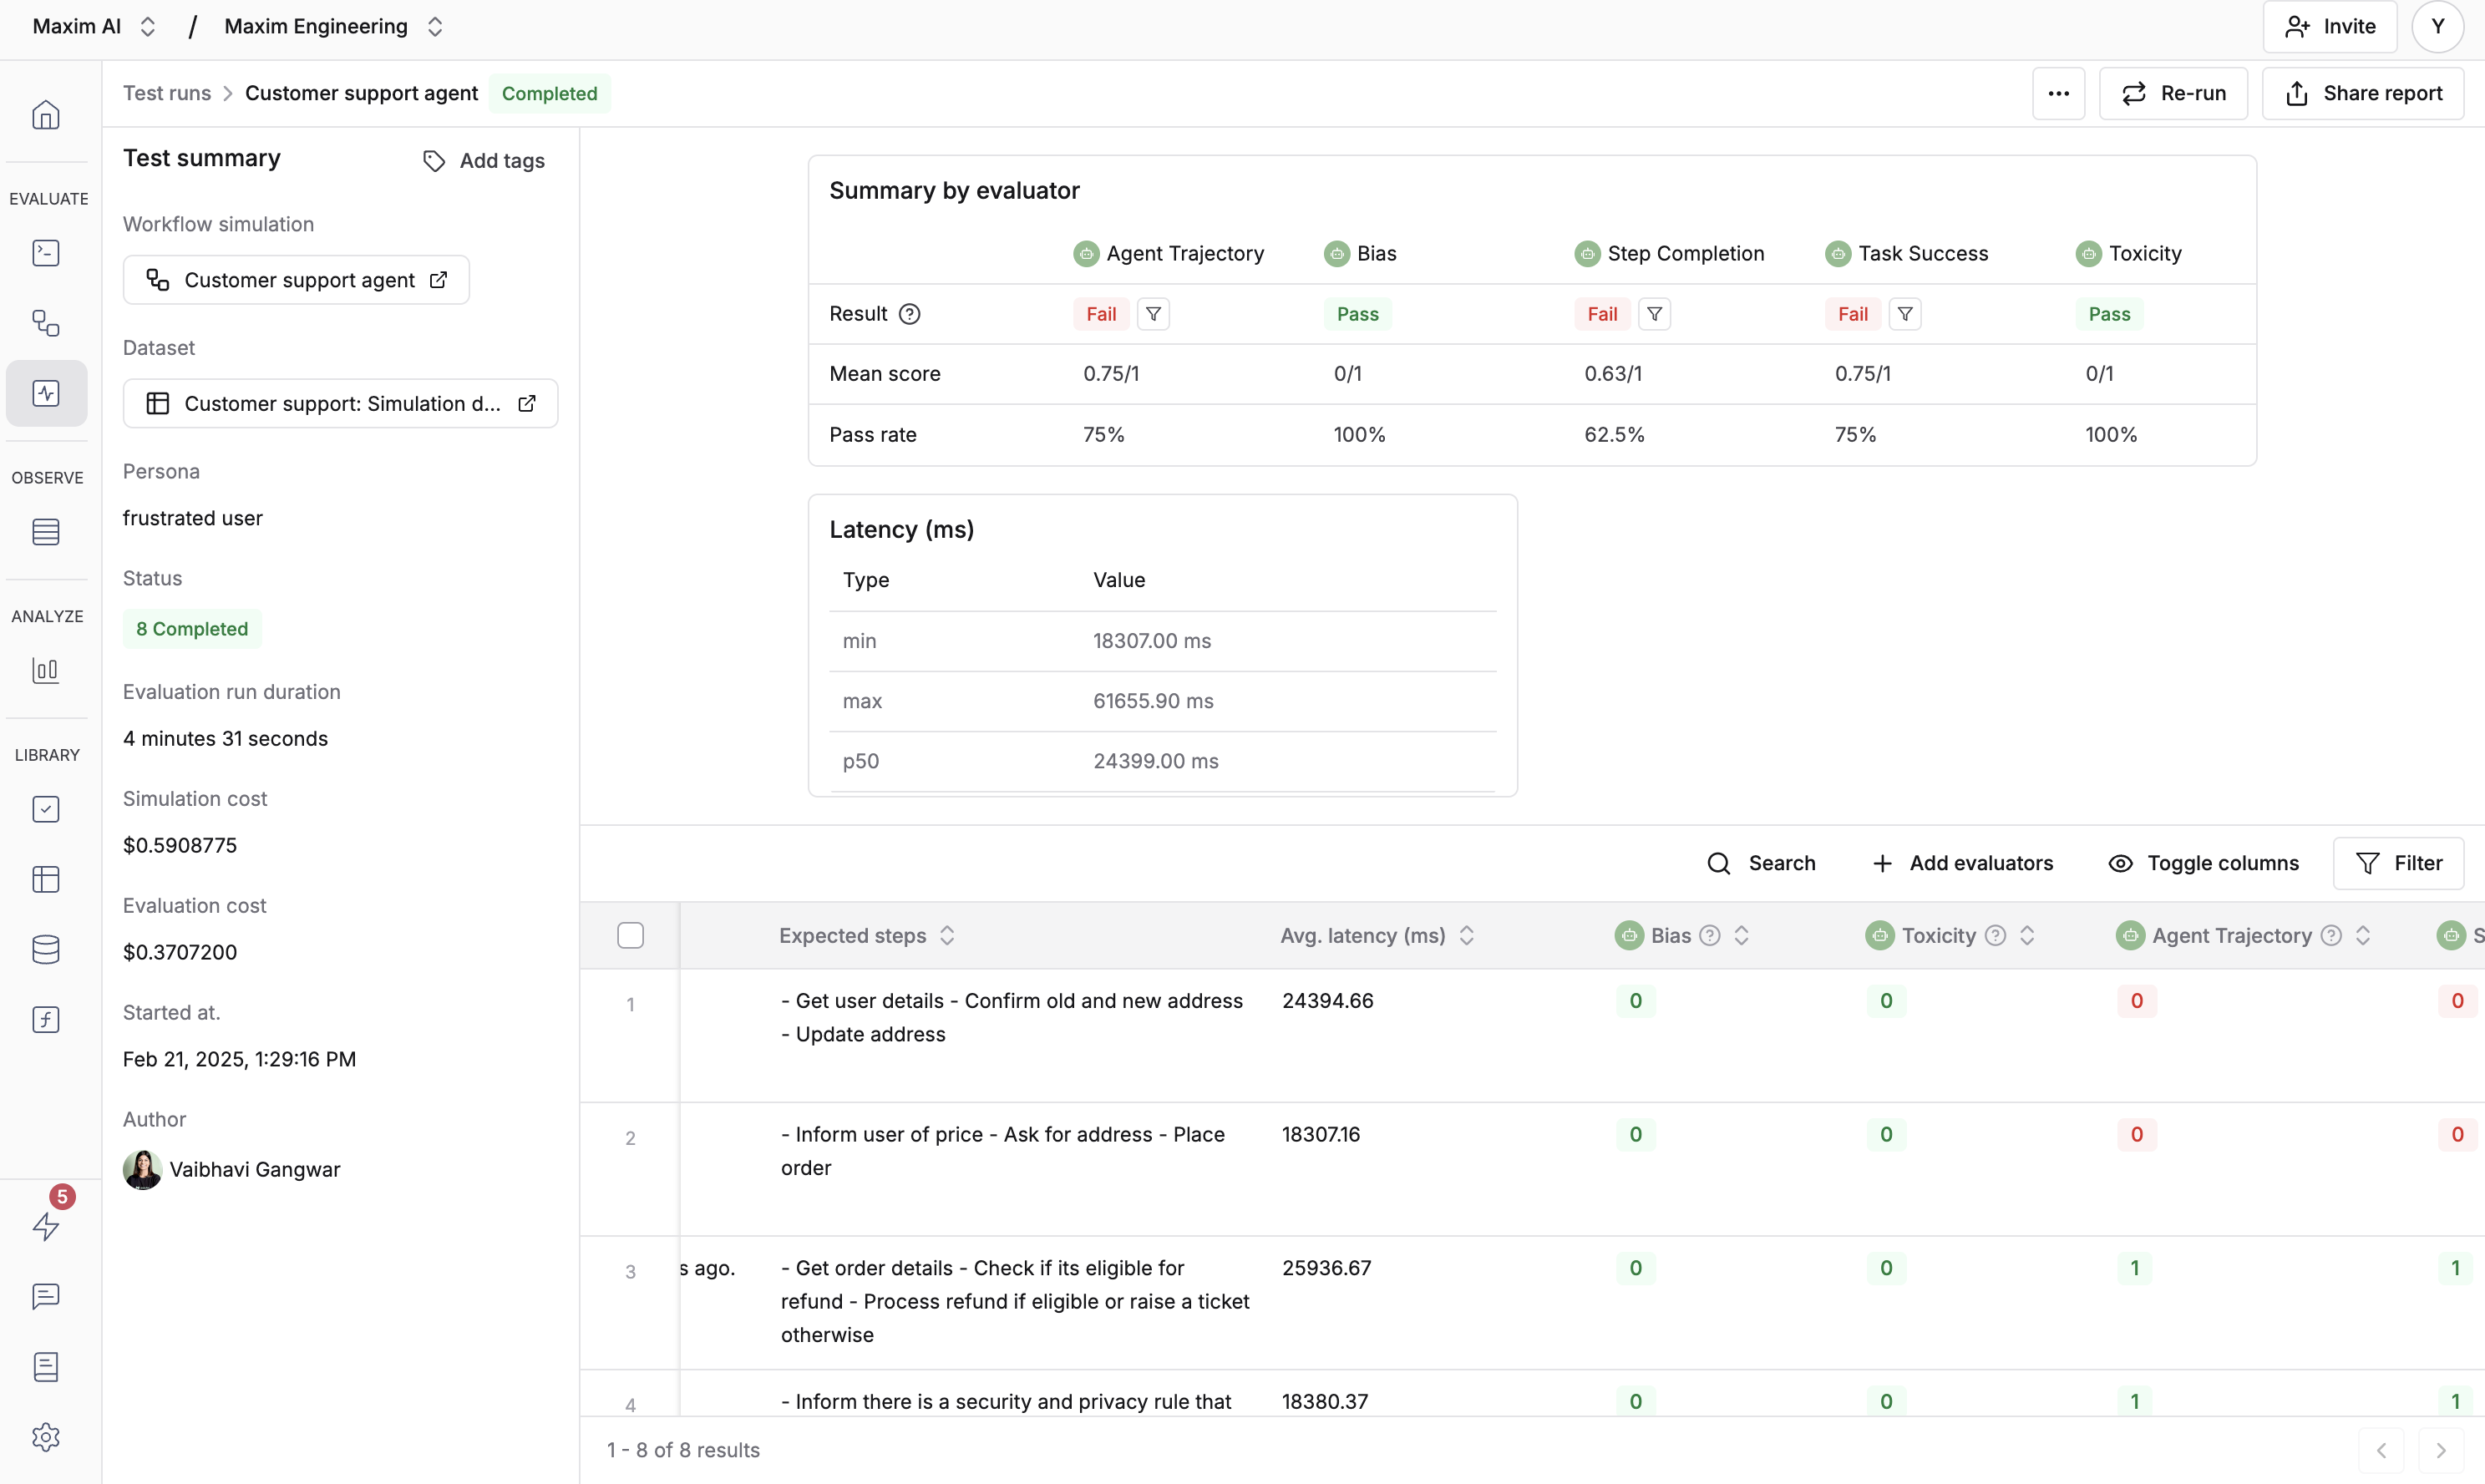 Maxim AI / Maxim Engineering
Invite
Y
Test runs > Customer support agent Completed
Re-run
Share report
EVALUATE
OBSERVE
ANALYZE
LIBRARY
5
Test summary
Add tags
Workflow simulation
Customer support agent
Dataset
Customer support: Simulation d...
Persona
frustrated user
Status
8 Completed
Evaluation run duration
4 minutes 31 seconds
Simulation cost
$0.5908775
Evaluation cost
$0.3707200
Started at.
Feb 21, 2025, 1:29:16 PM
Author
Vaibhavi Gangwar
Summary by evaluator
Agent Trajectory Bias Step Completion Task Success Toxicity
Result Fail Pass Fail Fail Pass
Mean score 0.75/1 0/1 0.63/1 0.75/1 0/1
Pass rate 75% 100% 62.5% 75% 100%
Latency (ms)
Type Value
min 18307.00 ms
max 61655.90 ms
p50 24399.00 ms
Search
Add evaluators
Toggle columns
Filter
Expected steps Avg. latency (ms) Bias Toxicity Agent Trajectory S
1 - Get user details - Confirm old and new address 24394.66 0 0 0 0
- Update address
2 - Inform user of price - Ask for address - Place 18307.16 0 0 0 0
order
3 s ago. - Get order details - Check if its eligible for 25936.67 0 0 1 1
refund - Process refund if eligible or raise a ticket
otherwise
4 - Inform there is a security and privacy rule that 18380.37 0 0 1 1
1 - 8 of 8 results